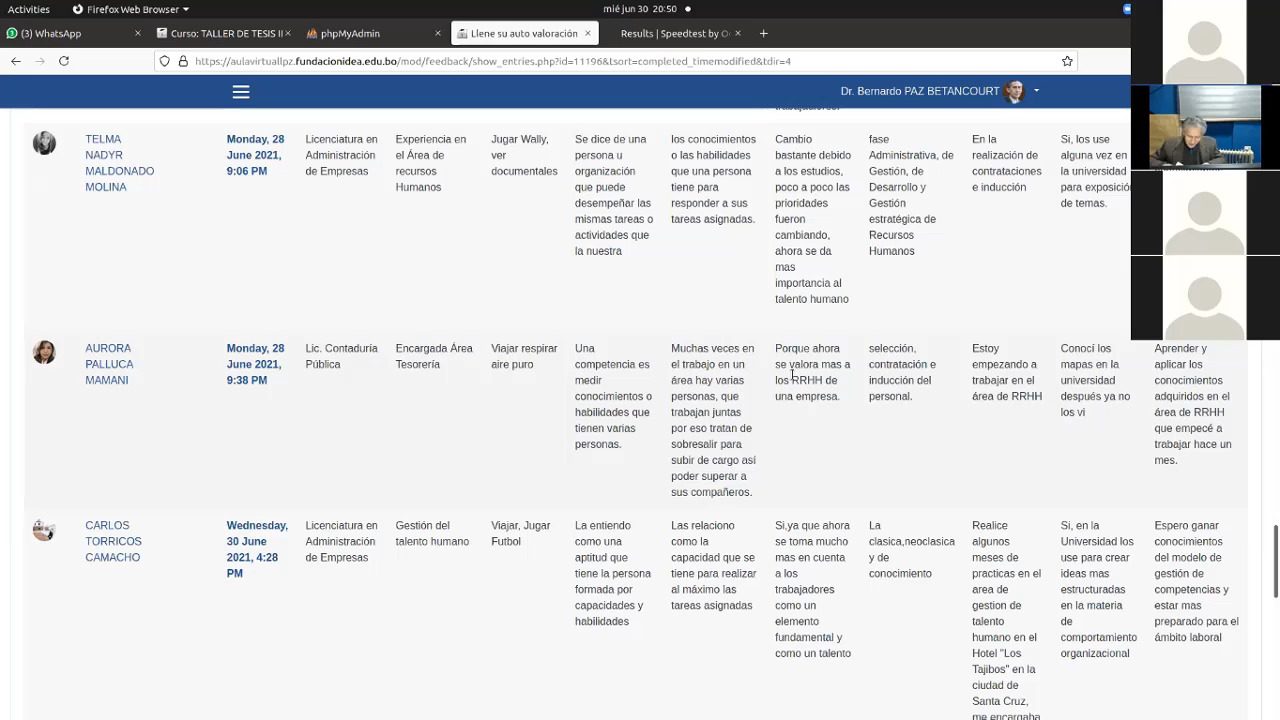 Activities
Firefox Web Browser
mié jun 30 20:50
(3) WhatsApp
Curso: TALLER DE TESIS II
phpMyAdmin
Llene su auto valoración
Results | Speedtest by O
https://aulavirtuallpz.fundacionidea.edu.bo/mod/feedback/show_entries.php?id=11196&tsort=completed_timemodified&tdir=4
Dr. Bernardo PAZ BETANCOURT
trabajadores.
TELMA
NADYR
MALDONADO
MOLINA
Monday, 28
June 2021,
9:06 PM
Licenciatura en
Administración
de Empresas
Experiencia en
el Área de
recursos
Humanos
Jugar Wally,
ver
documentales
Se dice de una
persona u
organización
que puede
desempeñar las
mismas tareas o
actividades que
la nuestra
los conocimientos
o las habilidades
que una persona
tiene para
responder a sus
tareas asignadas.
Cambio
bastante debido
a los estudios,
poco a poco las
prioridades
fueron
cambiando,
ahora se da
mas
importancia al
talento humano
fase
Administrativa, de
Gestión, de
Desarrollo y
Gestión
estratégica de
Recursos
Humanos
En la
realización de
contrataciones
e inducción
Si, los use
alguna vez en
la universidad
para exposición
de temas.
AURORA
PALLUCA
MAMANI
Monday, 28
June 2021,
9:38 PM
Lic. Contaduría
Pública
Encargada Área
Tesorería
Viajar respirar
aire puro
Una
competencia es
medir
conocimientos o
habilidades que
tienen varias
personas.
Muchas veces en
el trabajo en un
área hay varias
personas, que
trabajan juntas
por eso tratan de
sobresalir para
subir de cargo así
poder superar a
sus compañeros.
Porque ahora
se valora mas a
los RRHH de
una empresa.
selección,
contratación e
inducción del
personal.
Estoy
empezando a
trabajar en el
área de RRHH
Conocí los
mapas en la
universidad
después ya no
los vi
Aprender y
aplicar los
conocimientos
adquiridos en el
área de RRHH
que empecé a
trabajar hace un
mes.
CARLOS
TORRICOS
CAMACHO
Wednesday,
30 June
2021, 4:28
PM
Licenciatura en
Administración
de Empresas
Gestión del
talento humano
Viajar, Jugar
Futbol
La entiendo
como una
aptitud que
tiene la persona
formada por
capacidades y
habilidades
Las relaciono
como la
capacidad que se
tiene para realizar
al máximo las
tareas asignadas
Si,ya que ahora
se toma mucho
mas en cuenta
a los
trabajadores
como un
elemento
fundamental y
como un talento
La
clasica,neoclasica
y de
conocimiento
Realice
algunos
meses de
practicas en el
area de
gestion de
talento
humano en el
Hotel "Los
Tajibos" en la
ciudad de
Santa Cruz,
me encargaba
Si, en la
Universidad los
use para crear
ideas mas
estructuradas
en la materia
de
comportamiento
organizacional
Espero ganar
conocimientos
del modelo de
gestión de
competencias y
estar mas
preparado para el
ámbito laboral